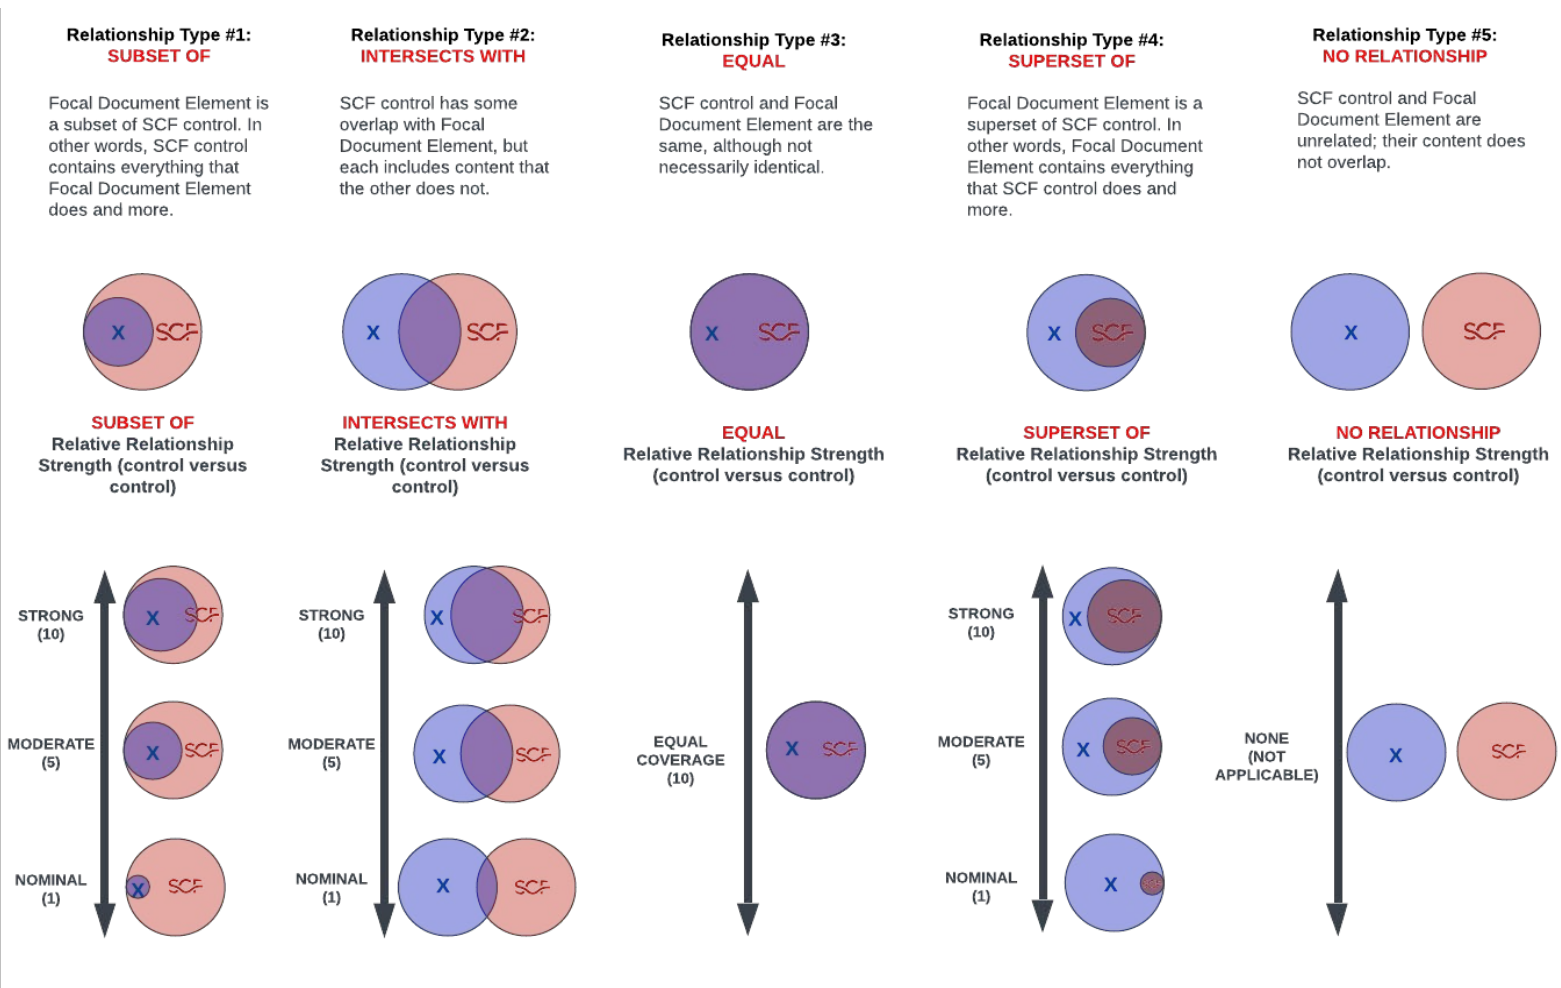 Relationship Type #1:
SUBSET OF
Focal Document Element is
a subset of SCF control. In
other words, SCF control
contains everything that
Focal Document Element
does and more.
X
SCF
SUBSET OF
Relative Relationship
Strength (control versus
control)
STRONG
(10)
X
SCF
MODERATE
(5)
X
SCF
NOMINAL
(1)
X
SCF
Relationship Type #2:
INTERSECTS WITH
SCF control has some
overlap with Focal
Document Element, but
each includes content that
the other does not.
X
SCF
INTERSECTS WITH
Relative Relationship
Strength (control versus
control)
STRONG
(10)
X
SCF
MODERATE
(5)
X
SCF
NOMINAL
(1)
X
SCF
Relationship Type #3:
EQUAL
SCF control and Focal
Document Element are the
same, although not
necessarily identical.
X
SCF
EQUAL
Relative Relationship Strength
(control versus control)
EQUAL
COVERAGE
(10)
X
SCF
Relationship Type #4:
SUPERSET OF
Focal Document Element is a
superset of SCF control. In
other words, Focal Document
Element contains everything
that SCF control does and
more.
X
SCF
SUPERSET OF
Relative Relationship Strength
(control versus control)
STRONG
(10)
X
SCF
MODERATE
(5)
X
SCF
NOMINAL
(1)
X
SCF
Relationship Type #5:
NO RELATIONSHIP
SCF control and Focal
Document Element are
unrelated; their content does
not overlap.
X
SCF
NO RELATIONSHIP
Relative Relationship Strength
(control versus control)
NONE
(NOT
APPLICABLE)
X
SCF